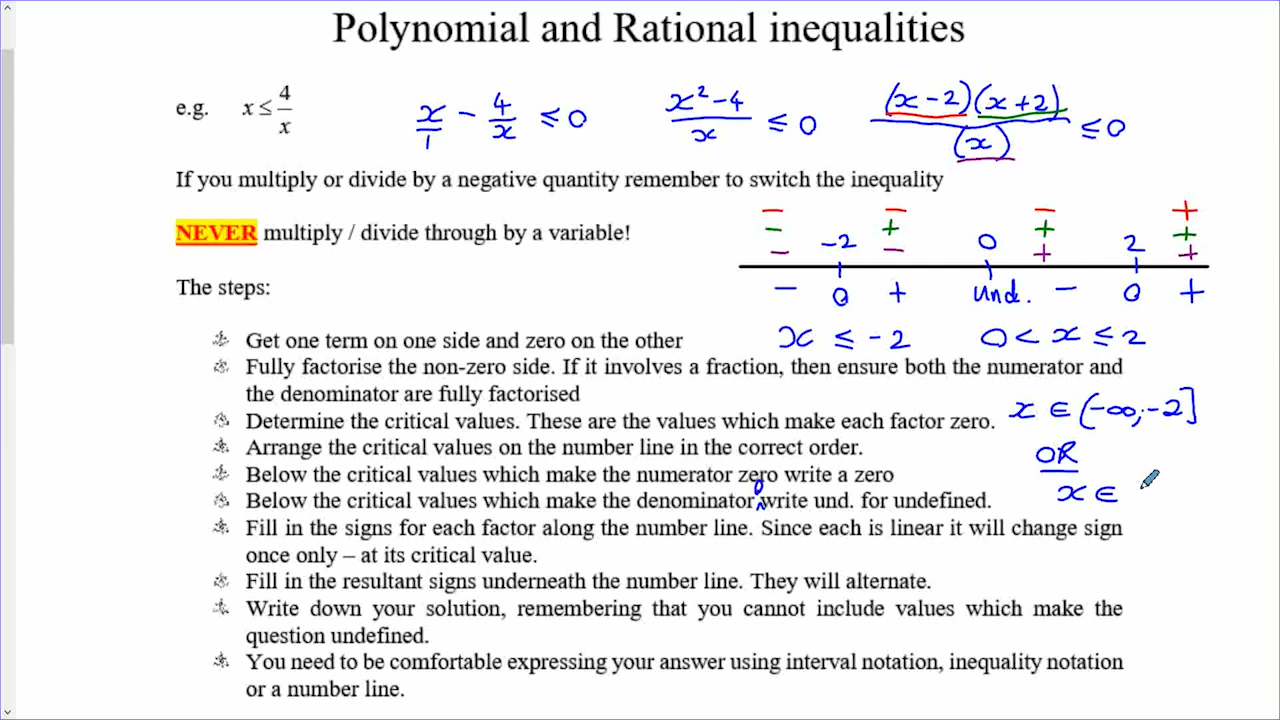 Polynomial and Rational inequalities
e.g. x ≤ 4/x
x/1 − 4/x ≤ 0
x² − 4 / x ≤ 0
(x − 2)(x + 2) / (x) ≤ 0
If you multiply or divide by a negative quantity remember to switch the inequality
NEVER multiply / divide through by a variable!
− + − +
− + + +
− − + +
−2 0 2
− 0 + Und. − 0 +
The steps:
x ≤ −2 0 < x ≤ 2
Get one term on one side and zero on the other
Fully factorise the non-zero side. If it involves a fraction, then ensure both the numerator and
the denominator are fully factorised
Determine the critical values. These are the values which make each factor zero.
x ∈ (−∞, −2]
Arrange the critical values on the number line in the correct order.
OR
Below the critical values which make the numerator zero write a zero
x ∈
Below the critical values which make the denominator 0 write und. for undefined.
Fill in the signs for each factor along the number line. Since each is linear it will change sign
once only – at its critical value.
Fill in the resultant signs underneath the number line. They will alternate.
Write down your solution, remembering that you cannot include values which make the
question undefined.
You need to be comfortable expressing your answer using interval notation, inequality notation
or a number line.